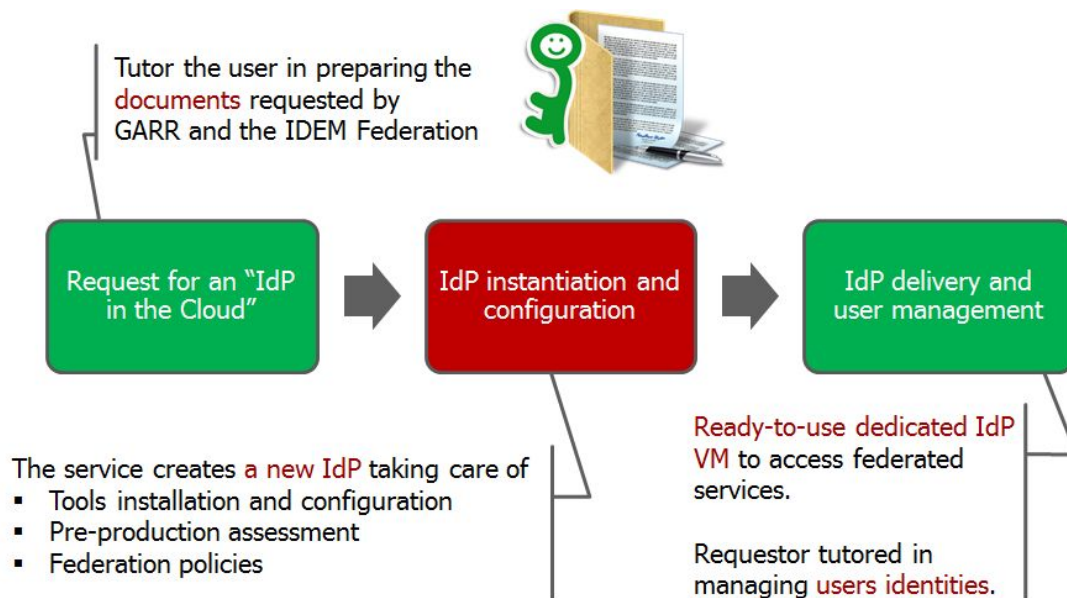 Tutor the user in preparing the
documents requested by
GARR and the IDEM Federation
Request for an “IdP
in the Cloud”
IdP instantiation and
configuration
IdP delivery and
user management
The service creates a new IdP taking care of
▪ Tools installation and configuration
▪ Pre-production assessment
▪ Federation policies
Ready-to-use dedicated IdP
VM to access federated
services.
Requestor tutored in
managing users identities.